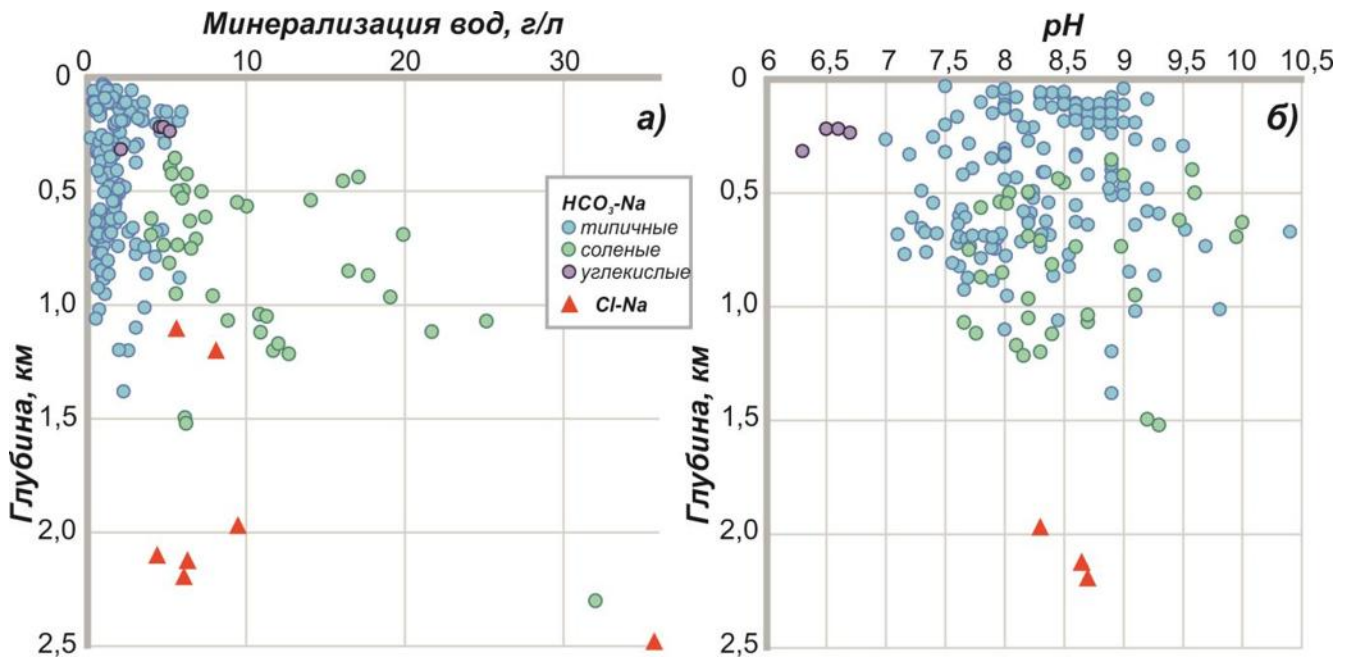 Минерализация вод, г/л
0 10 20 30
0
0,5
1,0
1,5
2,0
2,5
Глубина, км
а)
HCO₃-Na
типичные
соленые
углекислые
Cl-Na
pH
6 6,5 7 7,5 8 8,5 9 9,5 10 10,5
0
0,5
1,0
1,5
2,0
2,5
Глубина, км
б)